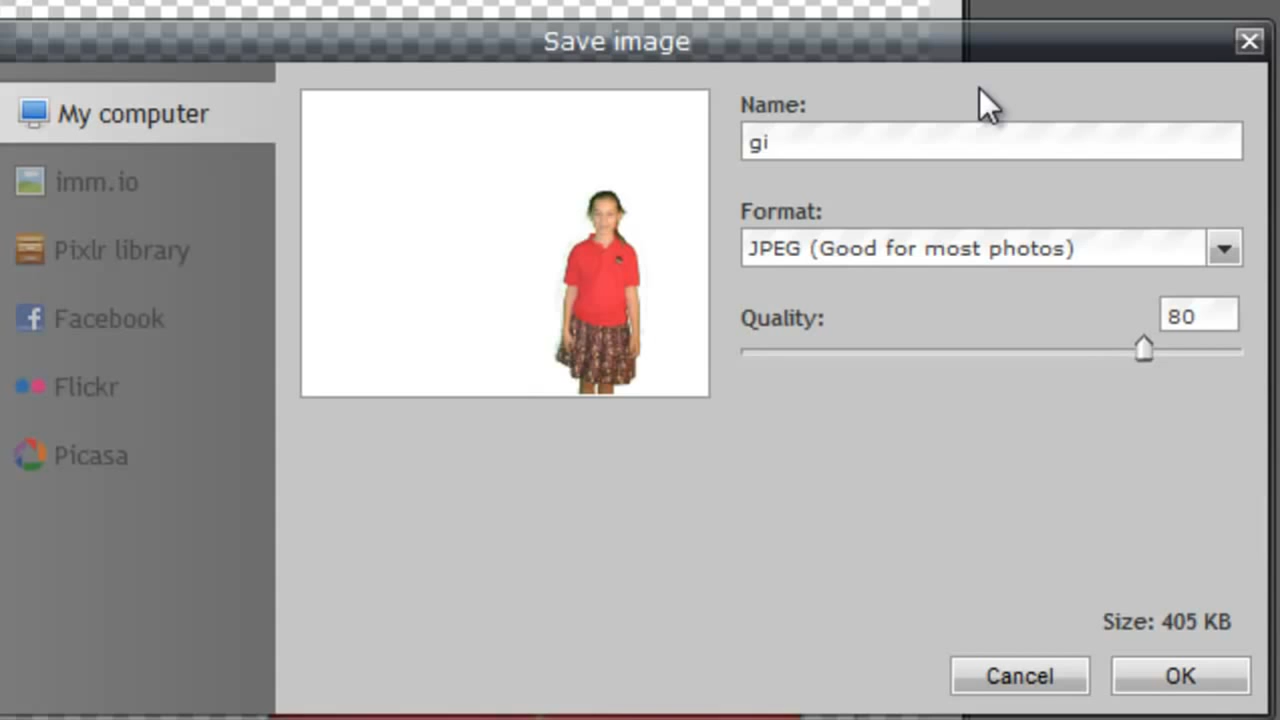 Save image
My computer
imm.io
Pixlr library
Facebook
Flickr
Picasa
Name:
gi
Format:
JPEG (Good for most photos)
Quality:
80
Size: 405 KB
Cancel
OK